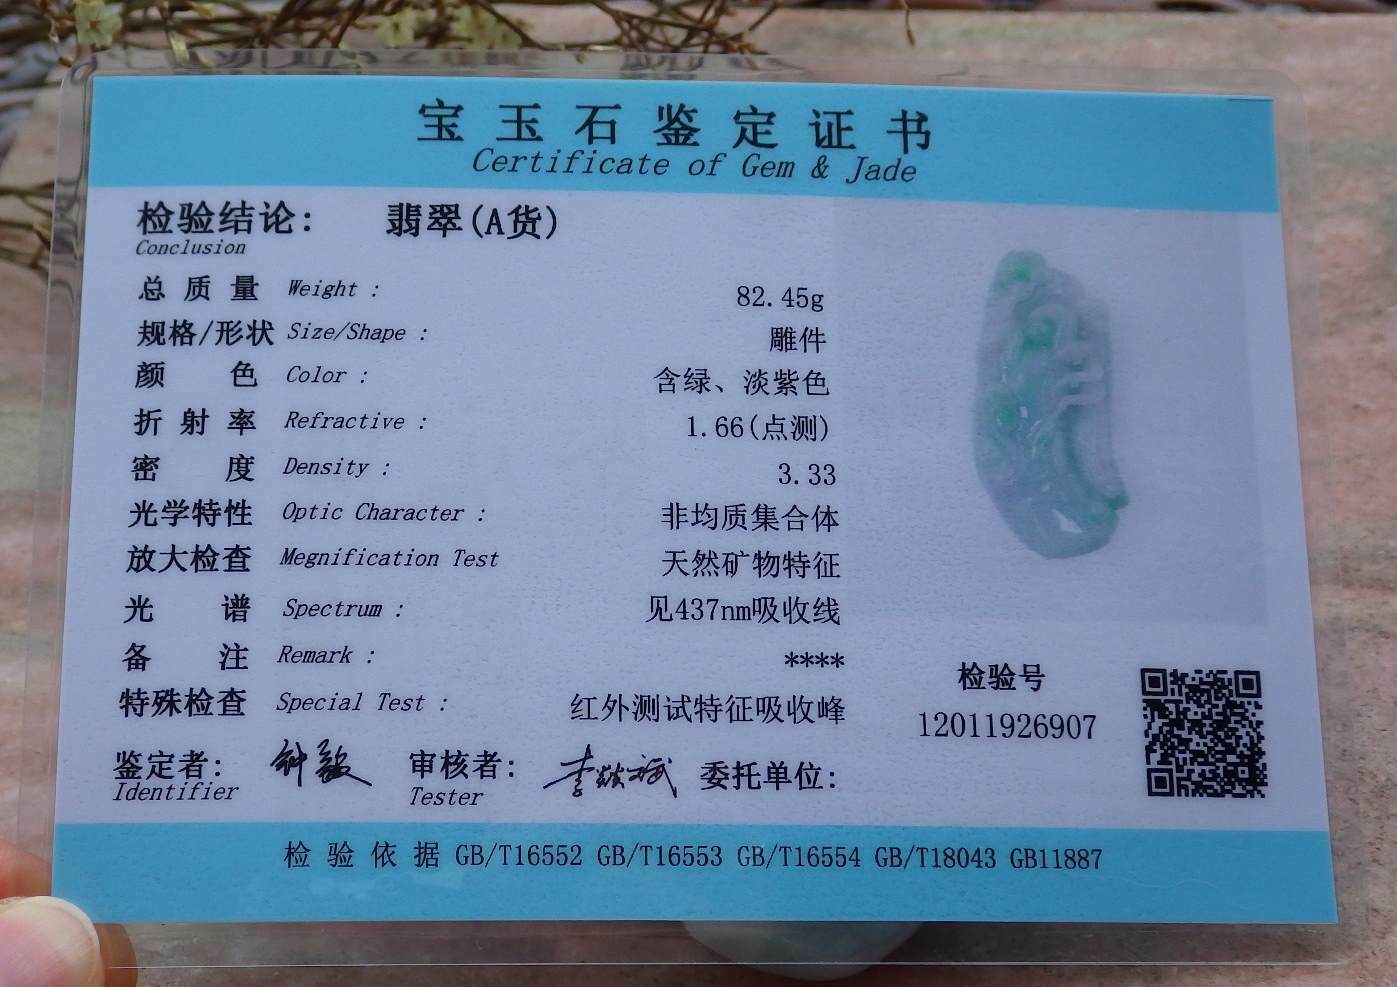 宝玉石鉴定证书
Certificate of Gem & Jade
检验结论: 翡翠(A货)
Conclusion
总质量 Weight : 82.45g
规格/形状 Size/Shape : 雕件
颜色 Color : 含绿、淡紫色
折射率 Refractive : 1.66(点测)
密度 Density : 3.33
光学特性 Optic Character : 非均质集合体
放大检查 Megnification Test 天然矿物特征
光谱 Spectrum : 见437nm吸收线
备注 Remark : ****
特殊检查 Special Test : 红外测试特征吸收峰
检验号
12011926907
鉴定者: 审核者: 委托单位:
Identifier Tester
检验依据 GB/T16552 GB/T16553 GB/T16554 GB/T18043 GB11887